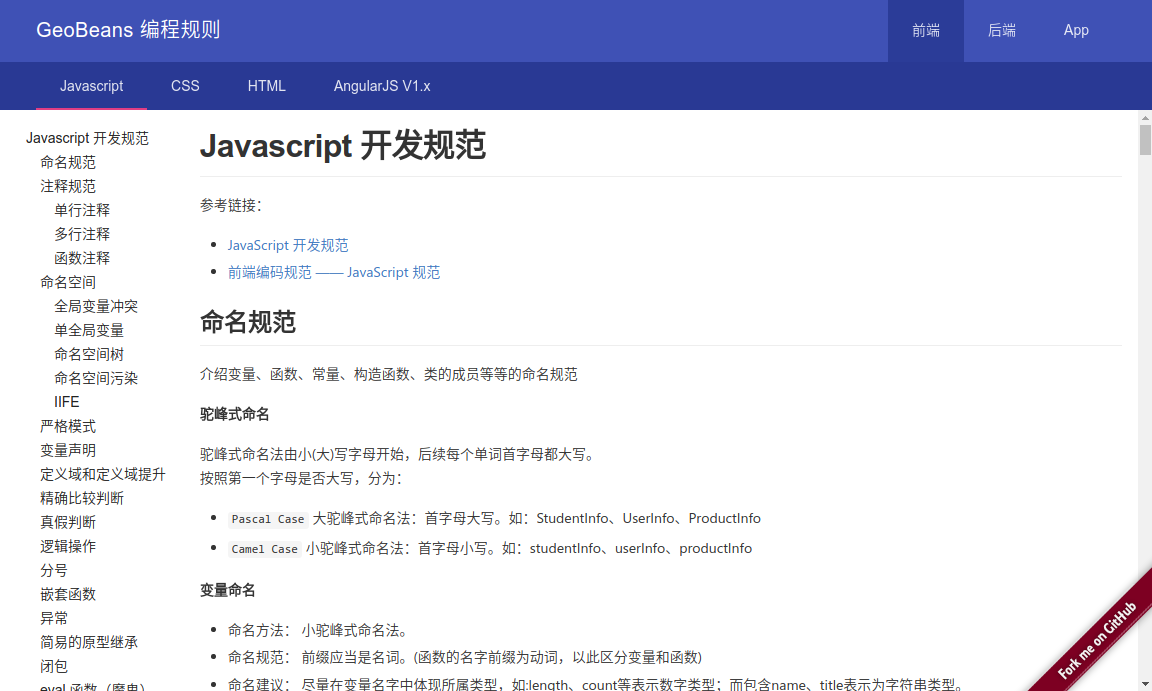 GeoBeans 编程规则
前端
后端
App
Javascript
CSS
HTML
AngularJS V1.x
Javascript 开发规范
命名规范
注释规范
单行注释
多行注释
函数注释
命名空间
全局变量冲突
单全局变量
命名空间树
命名空间污染
IIFE
严格模式
变量声明
定义域和定义域提升
精确比较判断
真假判断
逻辑操作
分号
嵌套函数
异常
简易的原型继承
闭包
eval 函数（魔鬼）
Javascript 开发规范
参考链接：
JavaScript 开发规范
前端编码规范 —— JavaScript 规范
命名规范
介绍变量、函数、常量、构造函数、类的成员等等的命名规范
驼峰式命名
驼峰式命名法由小(大)写字母开始，后续每个单词首字母都大写。
按照第一个字母是否大写，分为：
Pascal Case 大驼峰式命名法：首字母大写。如：StudentInfo、UserInfo、ProductInfo
Camel Case 小驼峰式命名法：首字母小写。如：studentInfo、userInfo、productInfo
变量命名
命名方法： 小驼峰式命名法。
命名规范： 前缀应当是名词。(函数的名字前缀为动词，以此区分变量和函数)
命名建议： 尽量在变量名字中体现所属类型，如:length、count等表示数字类型；而包含name、title表示为字符串类型。
Fork me on GitHub